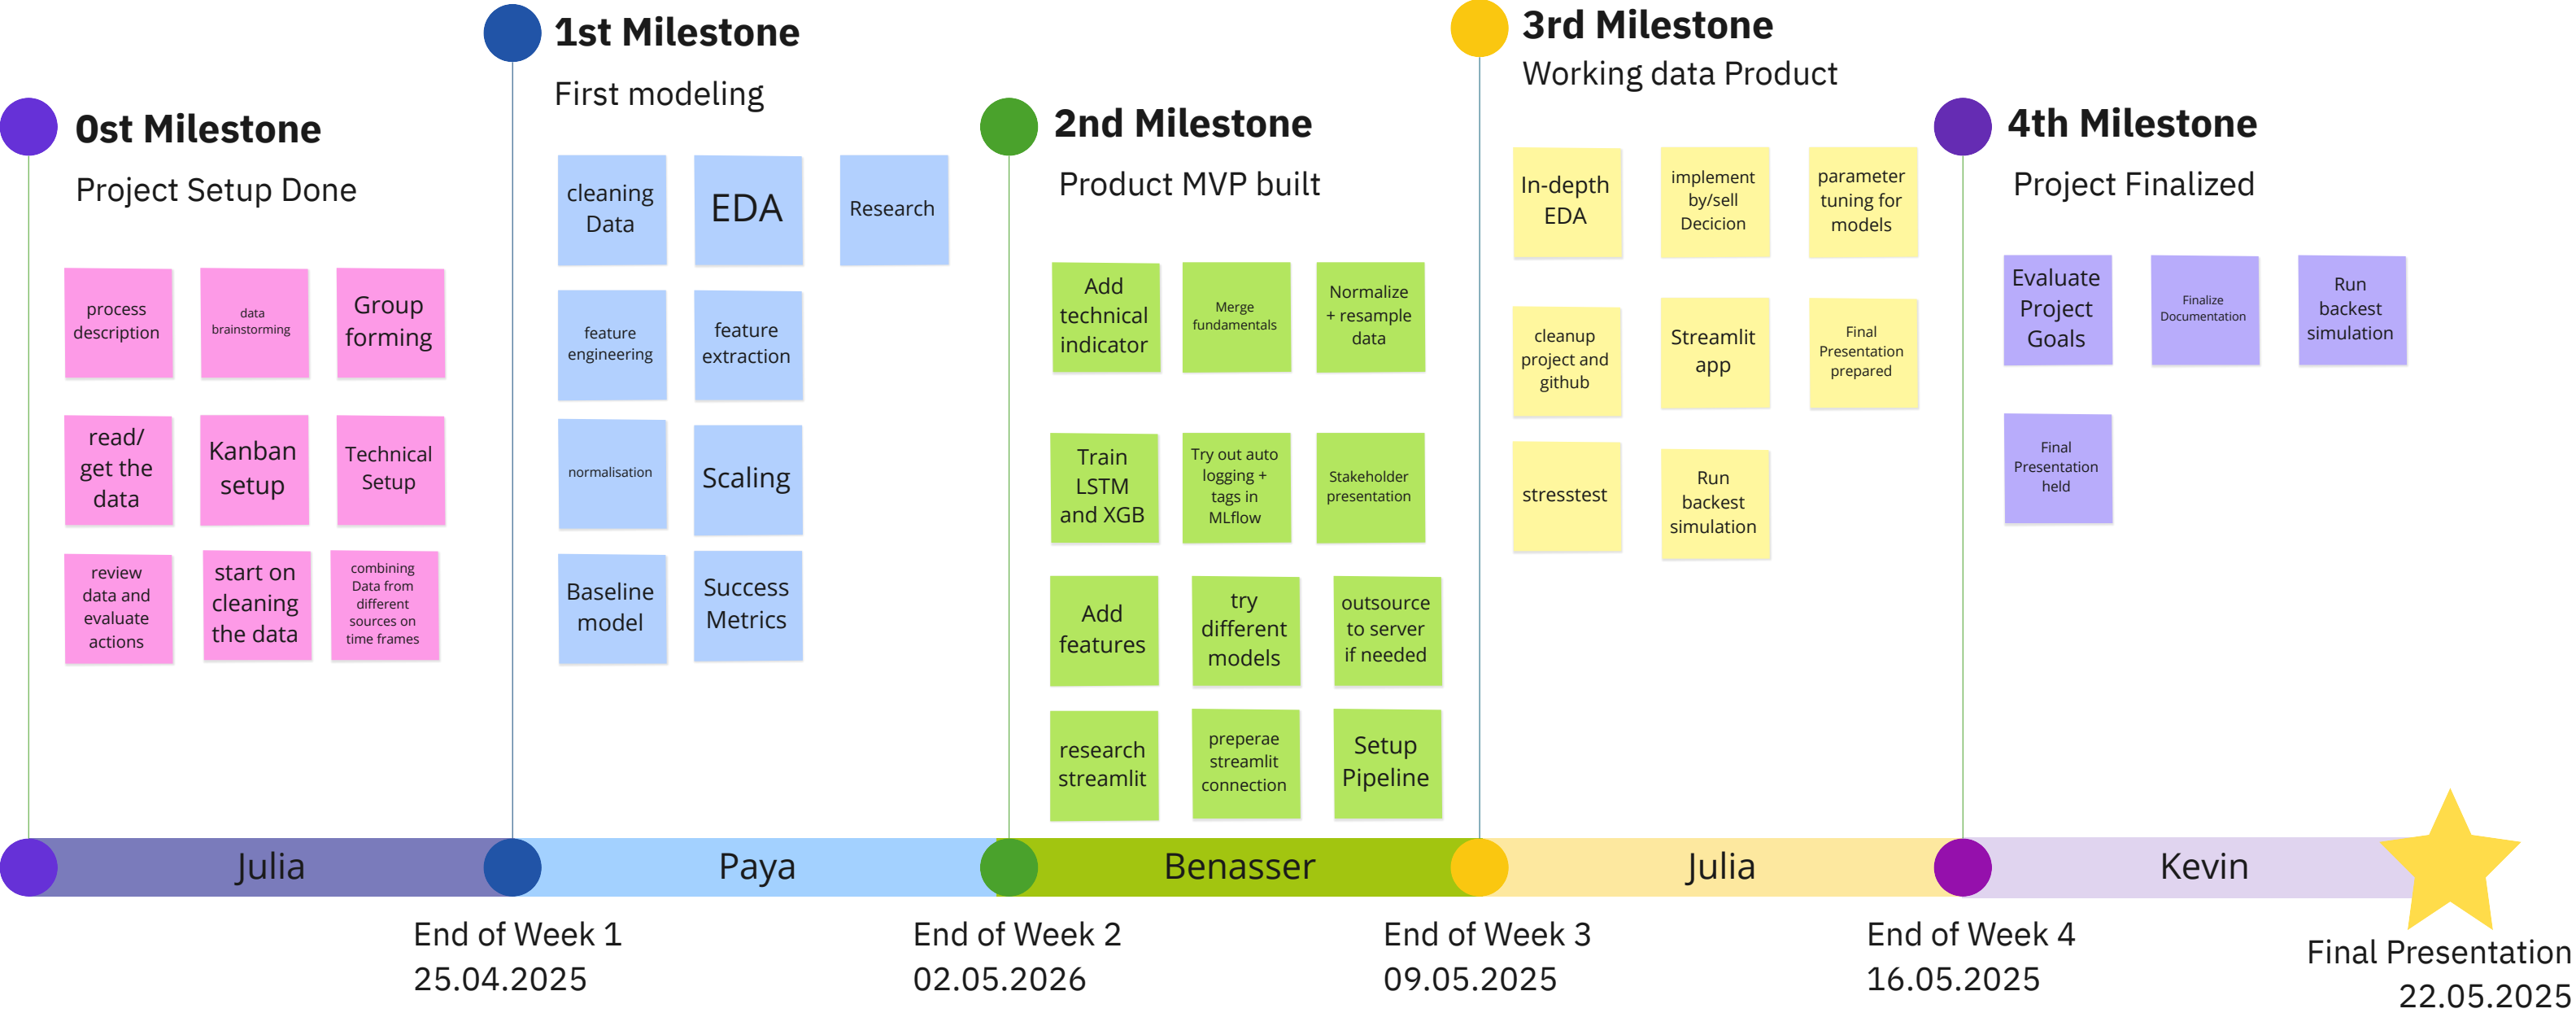 0st Milestone
Project Setup Done
process
description
data
brainstorming
Group
forming
read/
get the
data
Kanban
setup
Technical
Setup
review
data and
evaluate
actions
start on
cleaning
the data
combining
Data from
different
sources on
time frames
1st Milestone
First modeling
cleaning
Data
EDA
Research
feature
engineering
feature
extraction
normalisation
Scaling
Baseline
model
Success
Metrics
2nd Milestone
Product MVP built
Add
technical
indicator
Merge
fundamentals
Normalize
+ resample
data
Train
LSTM
and XGB
Try out auto
logging +
tags in
MLflow
Stakeholder
presentation
Add
features
try
different
models
outsource
to server
if needed
research
streamlit
preperae
streamlit
connection
Setup
Pipeline
3rd Milestone
Working data Product
In-depth
EDA
implement
by/sell
Decicion
parameter
tuning for
models
cleanup
project and
github
Streamlit
app
Final
Presentation
prepared
stresstest
Run
backest
simulation
4th Milestone
Project Finalized
Evaluate
Project
Goals
Finalize
Documentation
Run
backest
simulation
Final
Presentation
held
Julia
Paya
Benasser
Julia
Kevin
End of Week 1
25.04.2025
End of Week 2
02.05.2026
End of Week 3
09.05.2025
End of Week 4
16.05.2025
Final Presentation
22.05.2025